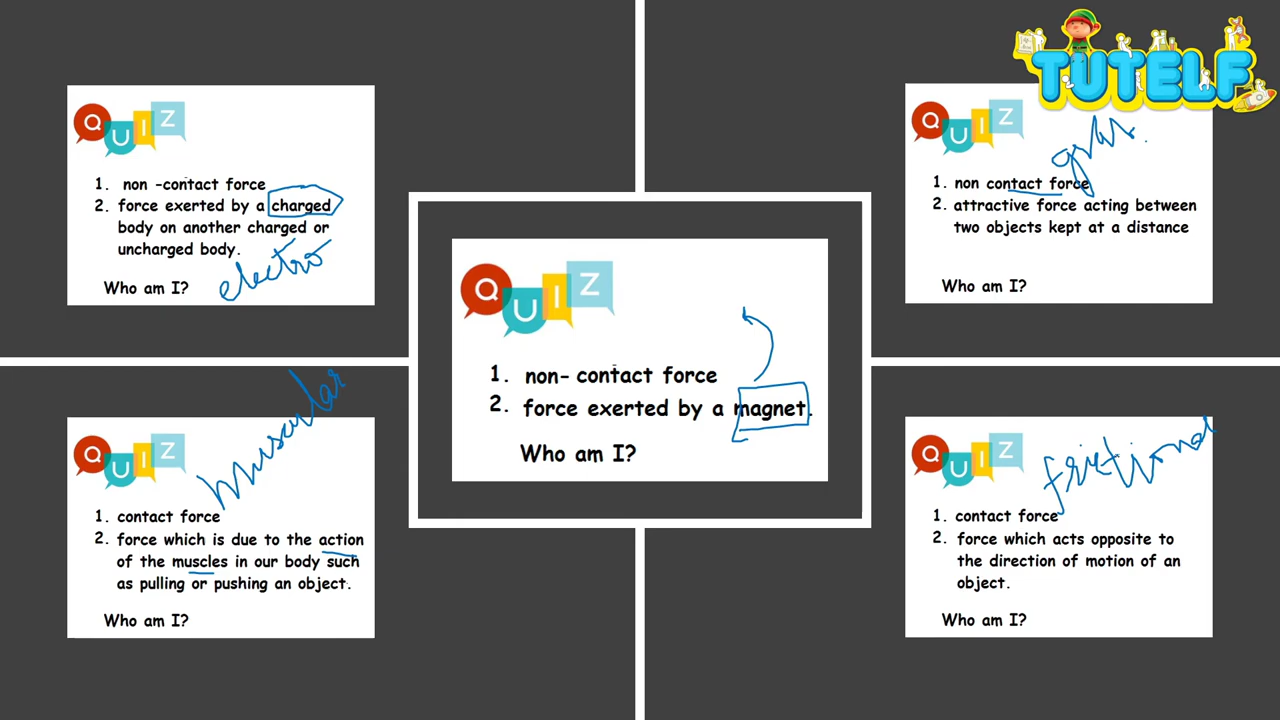 TUTELF
QUIZ
1. non -contact force
2. force exerted by a charged
body on another charged or
uncharged body.
electro
Who am I?
QUIZ
1. non contact force
2. attractive force acting between
two objects kept at a distance
Who am I?
QUIZ
1. non- contact force
2. force exerted by a magnet.
Who am I?
muscular
QUIZ
1. contact force
2. force which is due to the action
of the muscles in our body such
as pulling or pushing an object.
Who am I?
frictional
QUIZ
1. contact force
2. force which acts opposite to
the direction of motion of an
object.
Who am I?